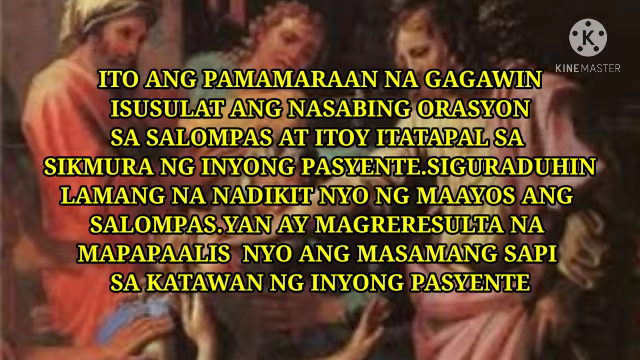 KINEMASTER
ITO ANG PAMAMARAAN NA GAGAWIN
ISUSULAT ANG NASABING ORASYON
SA SALOMPAS AT ITOY ITATAPAL SA
SIKMURA NG INYONG PASYENTE.SIGURADUHIN
LAMANG NA NADIKIT NYO NG MAAYOS ANG
SALOMPAS.YAN AY MAGRERESULTA NA
MAPAPAALIS NYO ANG MASAMANG SAPI
SA KATAWAN NG INYONG PASYENTE